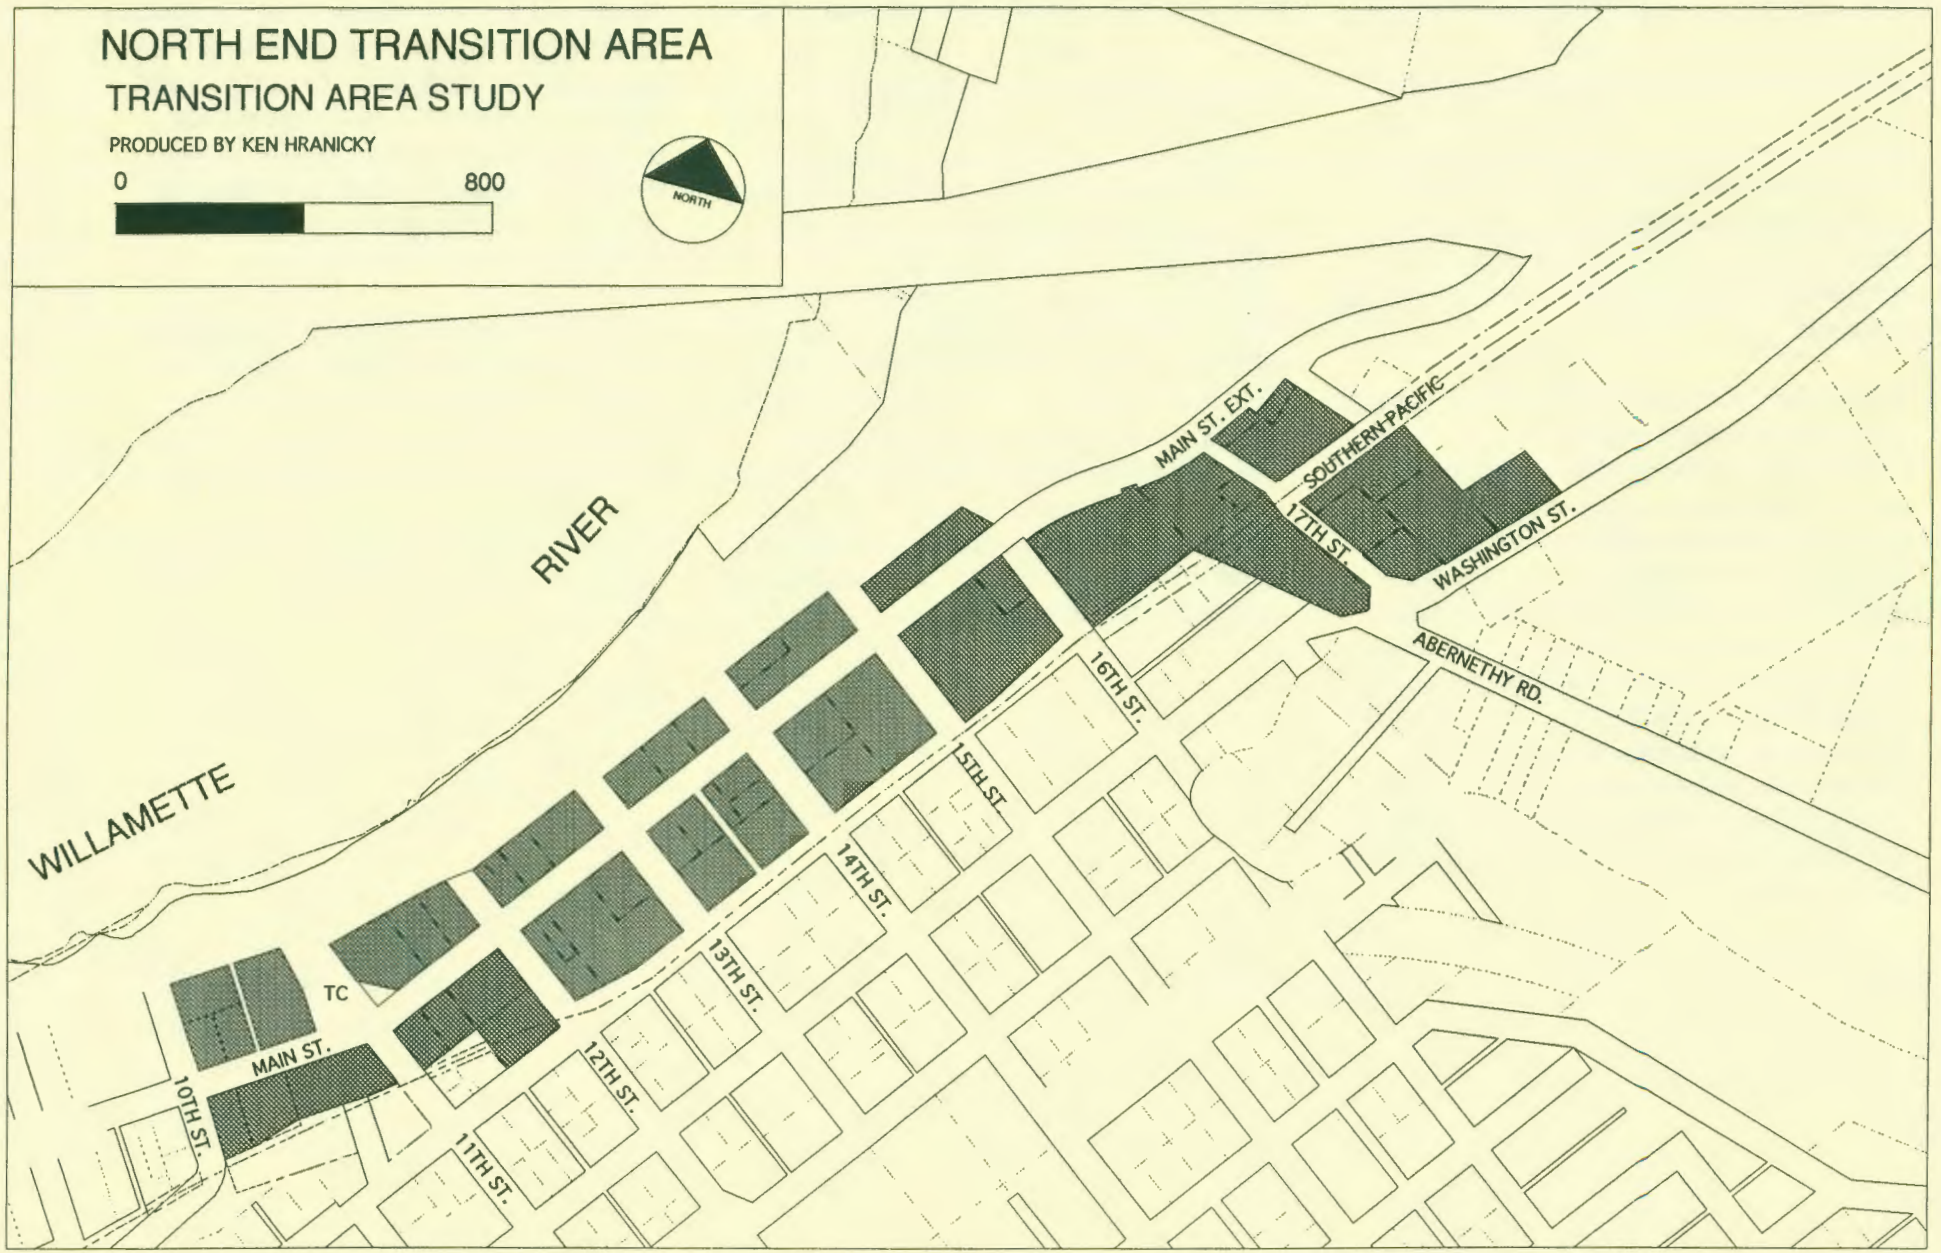 NORTH END TRANSITION AREA
TRANSITION AREA STUDY
PRODUCED BY KEN HRANICKY
0 800
NORTH
MAIN ST. EXT.
SOUTHERN PACIFIC
17TH ST.
WASHINGTON ST.
RIVER
ABERNETHY RD.
16TH ST.
15TH ST.
WILLAMETTE
14TH ST.
13TH ST.
TC
MAIN ST.
12TH ST.
10TH ST.
11TH ST.